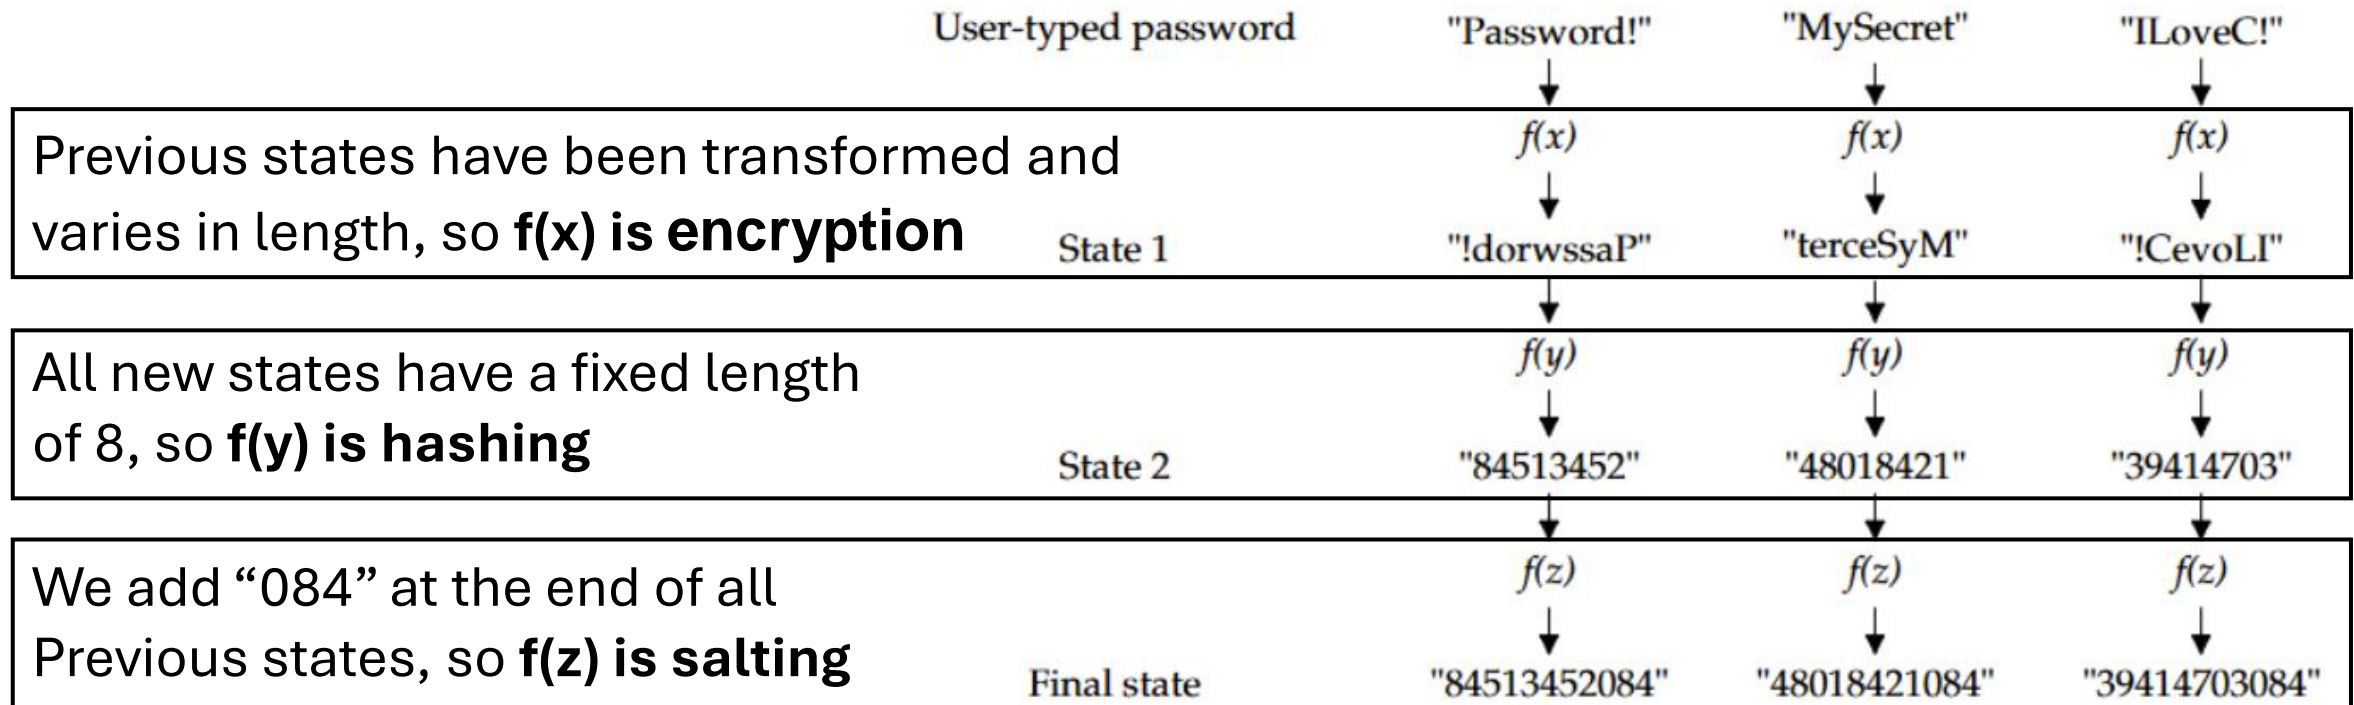 User-typed password "Password!" "MySecret" "ILoveC!"
f(x) f(x) f(x)
Previous states have been transformed and
varies in length, so f(x) is encryption
State 1 "!dorwssaP" "terceSyM" "!CevoLI"
f(y) f(y) f(y)
All new states have a fixed length
of 8, so f(y) is hashing
State 2 "84513452" "48018421" "39414703"
f(z) f(z) f(z)
We add “084” at the end of all
Previous states, so f(z) is salting
Final state "84513452084" "48018421084" "39414703084"